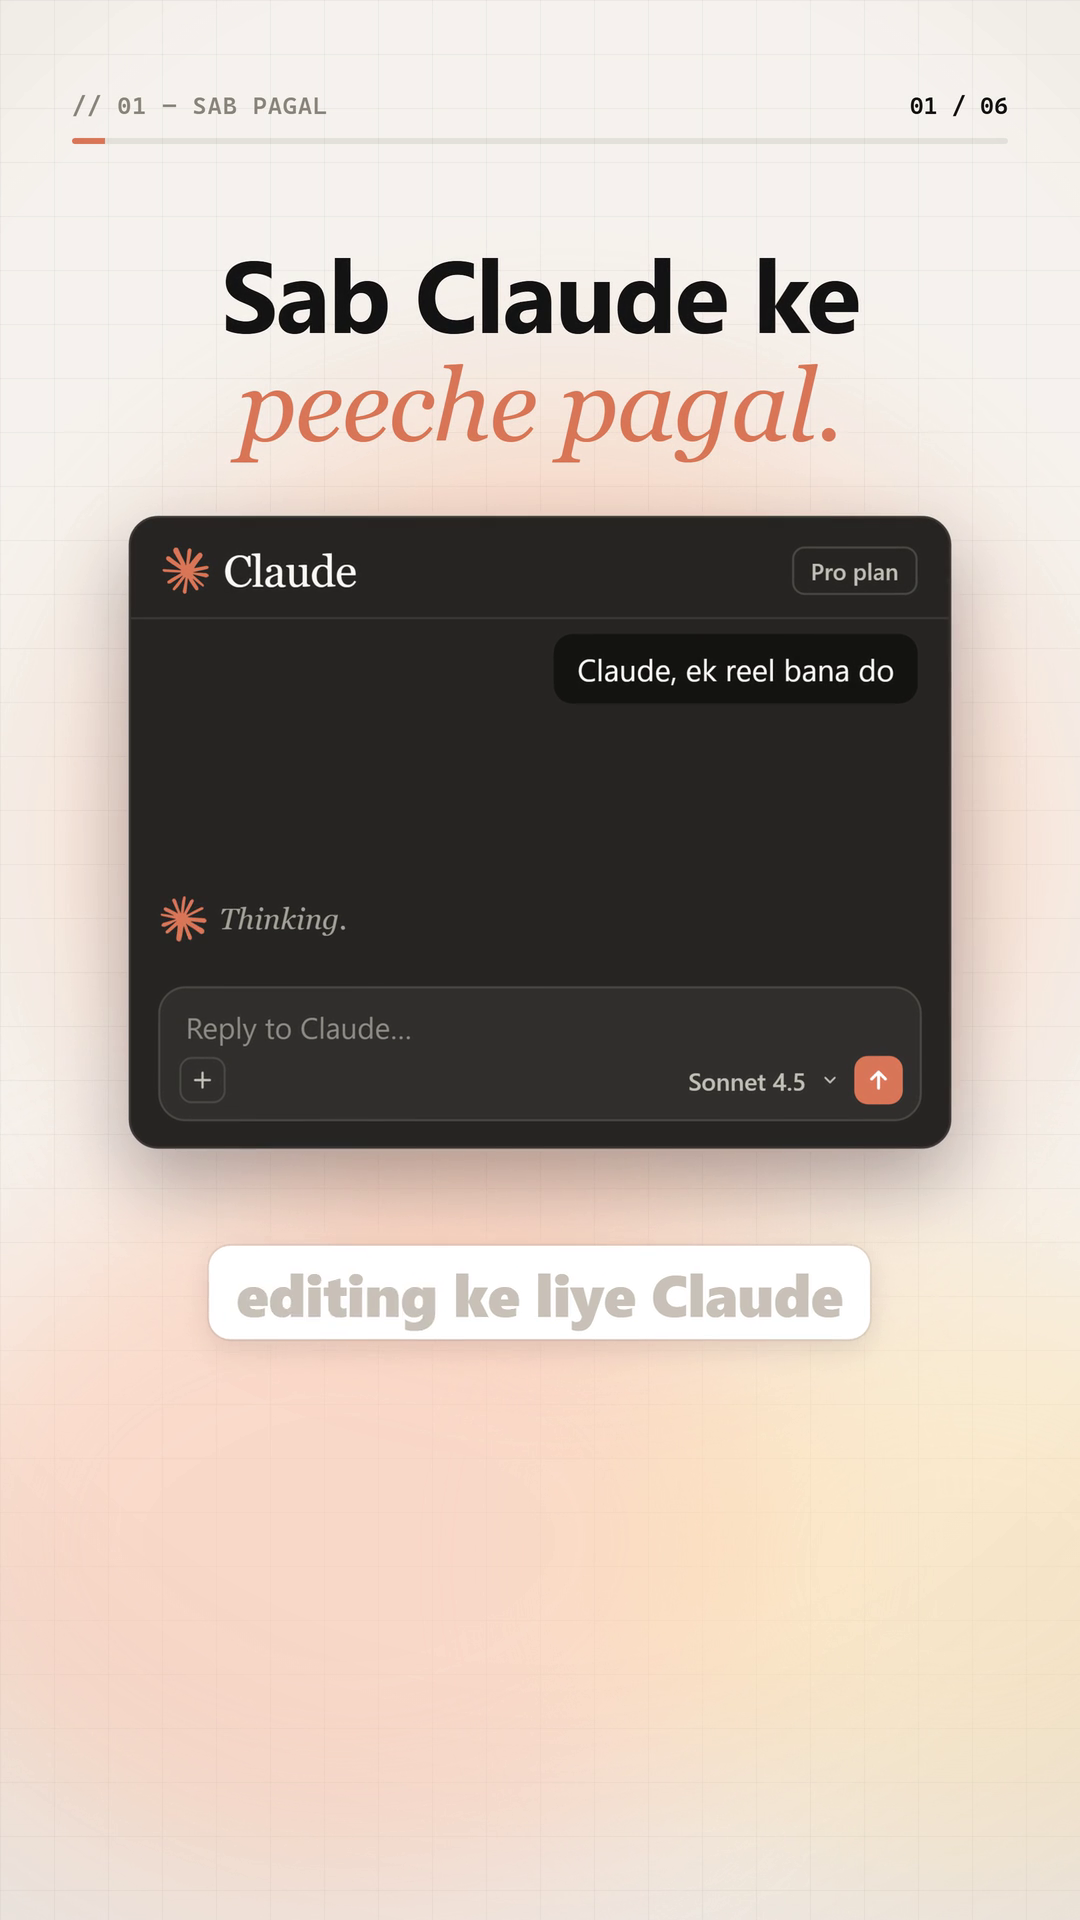 // 01 – SAB PAGAL
01 / 06
Sab Claude ke
peeche pagal.
Claude
Pro plan
Claude, ek reel bana do
Thinking.
Reply to Claude...
+
Sonnet 4.5
editing ke liye Claude